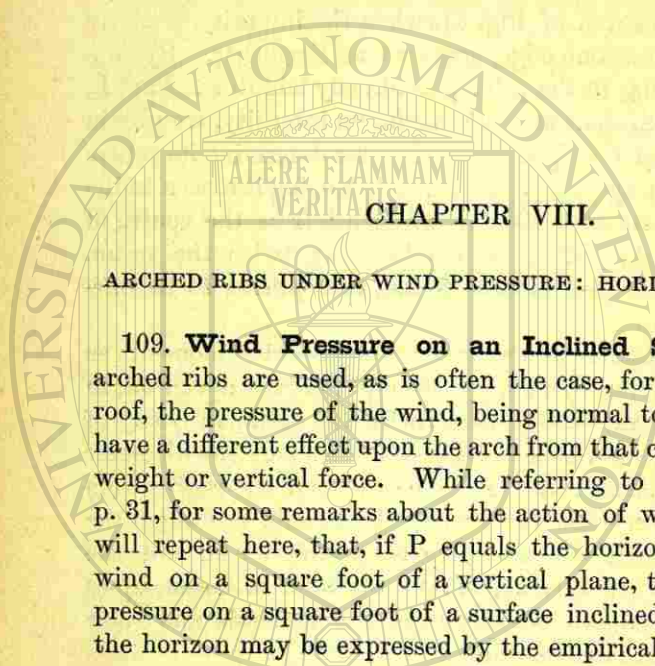 UNIVERSIDAD AVTONOMA D NVEVO
ALERE FLAMMAM
VERITATIS
CHAPTER VIII.
ARCHED RIBS UNDER WIND PRESSURE: HORI
109. Wind Pressure on an Inclined S
arched ribs are used, as is often the case, for
roof, the pressure of the wind, being normal to
have a different effect upon the arch from that c
weight or vertical force. While referring to
p. 31, for some remarks about the action of w
will repeat here, that, if P equals the horizo
wind on a square foot of a vertical plane, t
pressure on a square foot of a surface inclined
the horizon may be expressed by the empirical